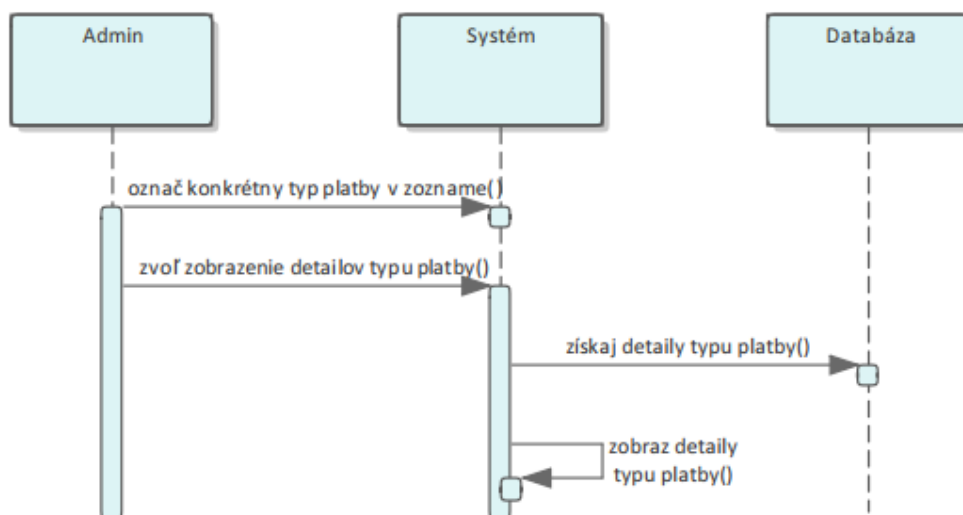 Admin
Systém
Databáza
označ konkrétny typ platby v zozname()
zvoľ zobrazenie detailov typu platby()
získaj detaily typu platby()
zobraz detaily
typu platby()